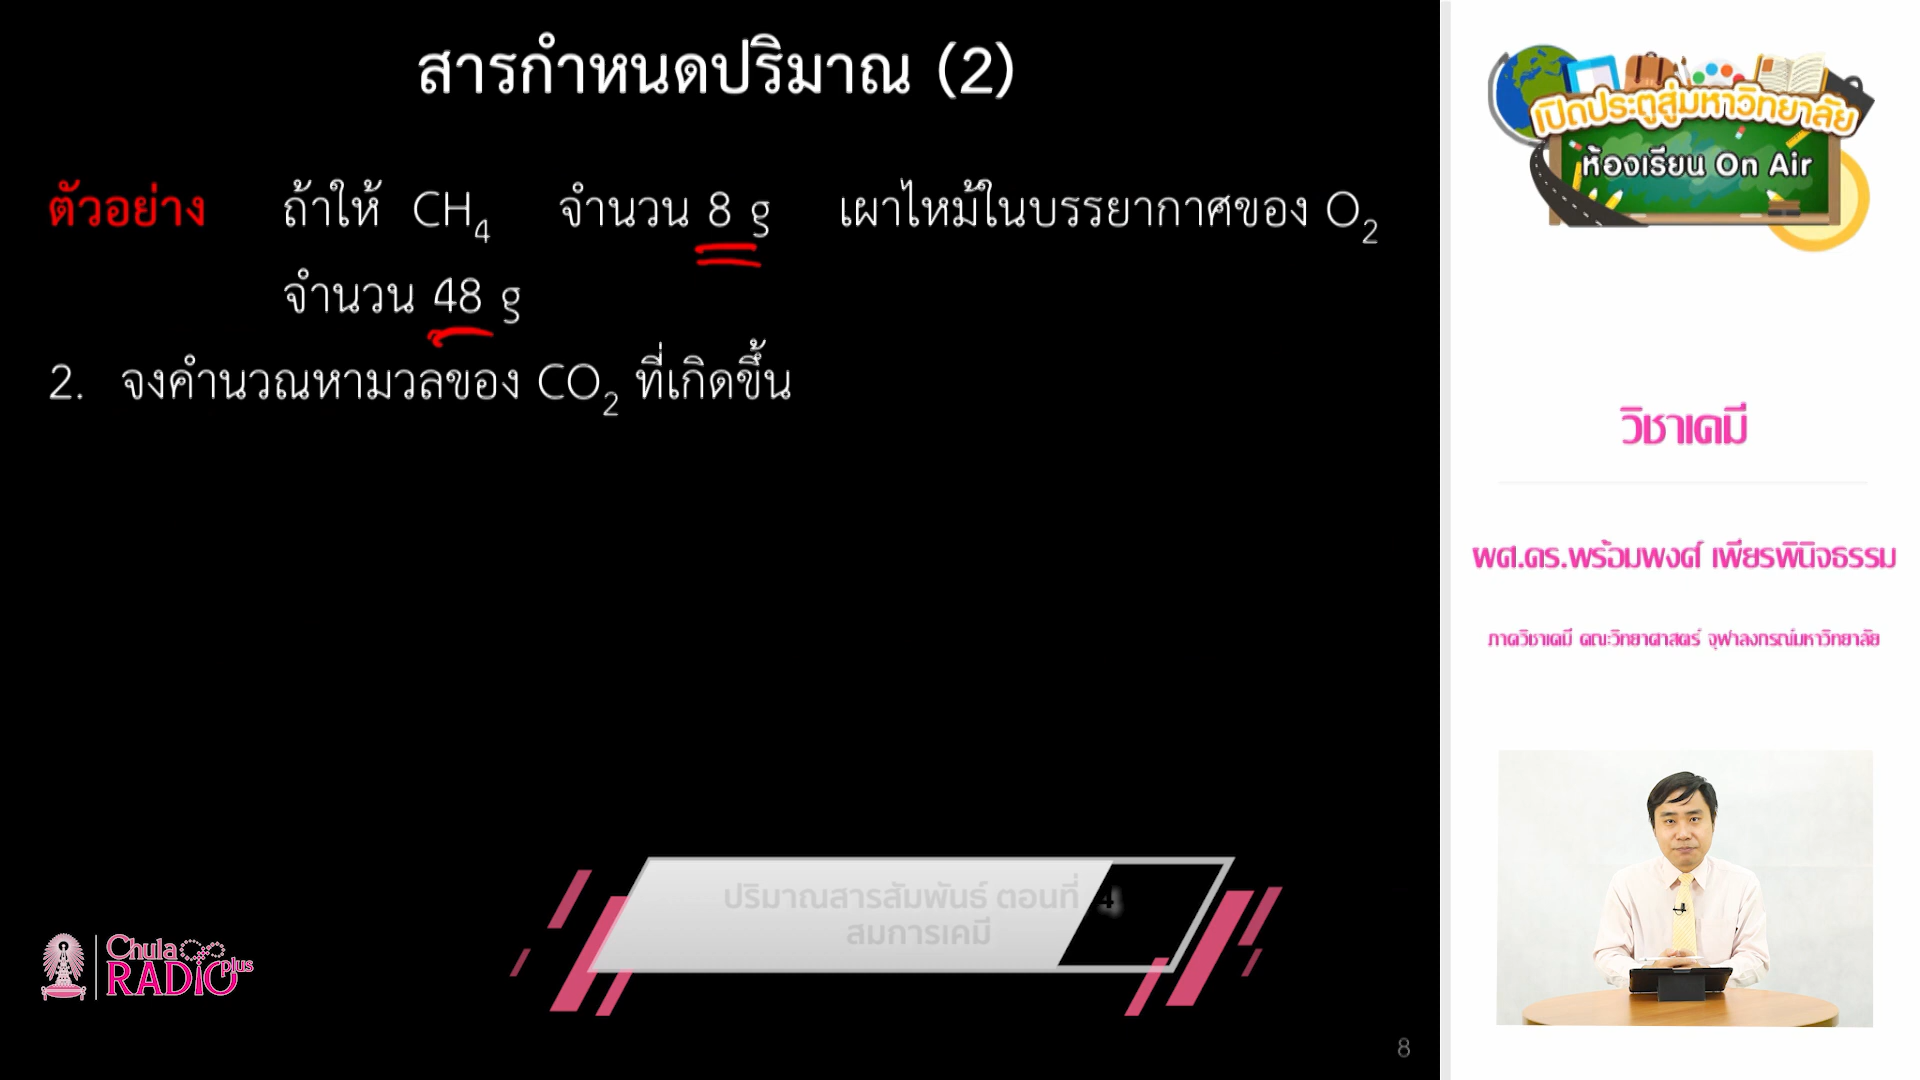 สารกำหนดปริมาณ (2)
ตัวอย่าง ถ้าให้ CH4 จำนวน 8 g เผาไหม้ในบรรยากาศของ O2
จำนวน 48 g
2. จงคำนวณหามวลของ CO2 ที่เกิดขึ้น
ปริมาณสารสัมพันธ์ ตอนที่ 4
สมการเคมี
Chula
RADIO plus
8
เปิดประตูสู่มหาวิทยาลัย
ห้องเรียน On Air
วิชาเคมี
ผศ.ดร.พร้อมพงศ์ เพียรพินิจธรรม
ภาควิชาเคมี คณะวิทยาศาสตร์ จุฬาลงกรณ์มหาวิทยาลัย